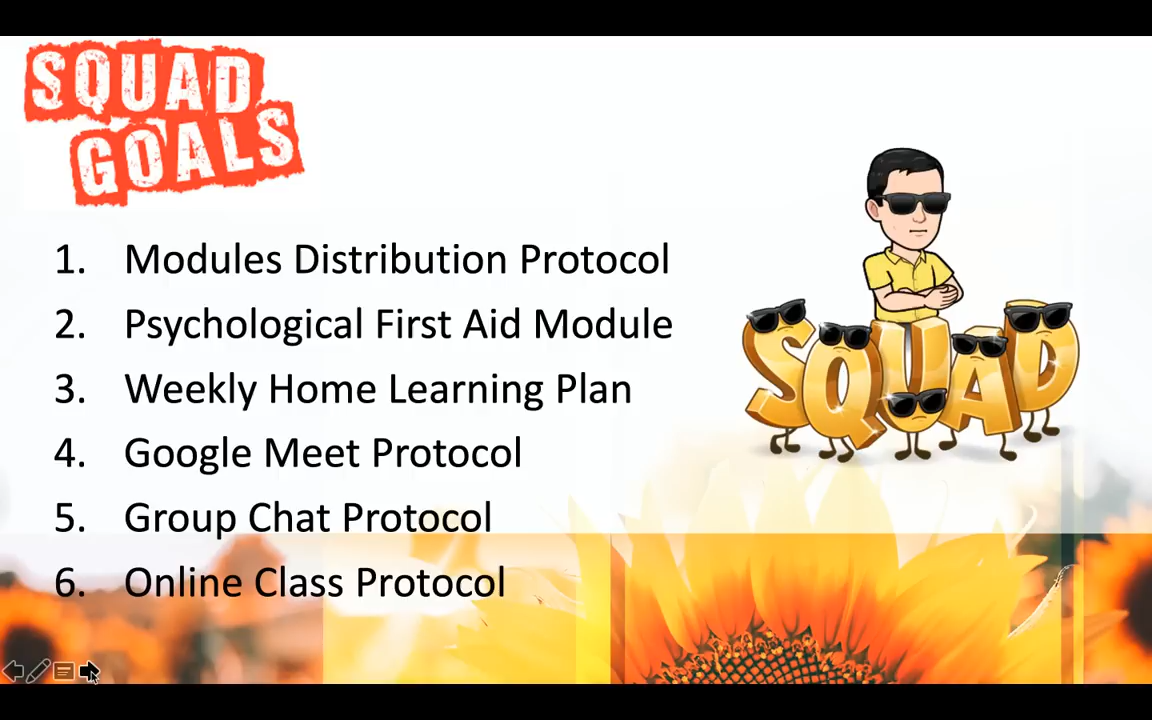 SQUAD
GOALS
1. Modules Distribution Protocol
2. Psychological First Aid Module
3. Weekly Home Learning Plan
4. Google Meet Protocol
5. Group Chat Protocol
6. Online Class Protocol
SQUAD